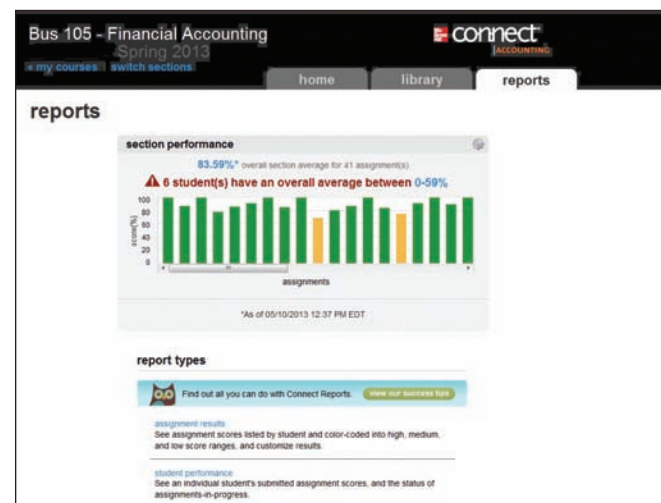 Bus 105 - Financial Accounting
Spring 2013
« my courses switch sections
connect
ACCOUNTING
home library reports
reports
section performance
83.59%* overall section average for 41 assignment(s)
6 student(s) have an overall average between 0-59%
100
80
60
40
20
0
score(%)
assignments
*As of 05/10/2013 12:37 PM EDT
report types
Find out all you can do with Connect Reports. view our success tips
assignment results
See assignment scores listed by student and color-coded into high, medium,
and low score ranges, and customize results.
student performance
See an individual student's submitted assignment scores, and the status of
assignments-in-progress.